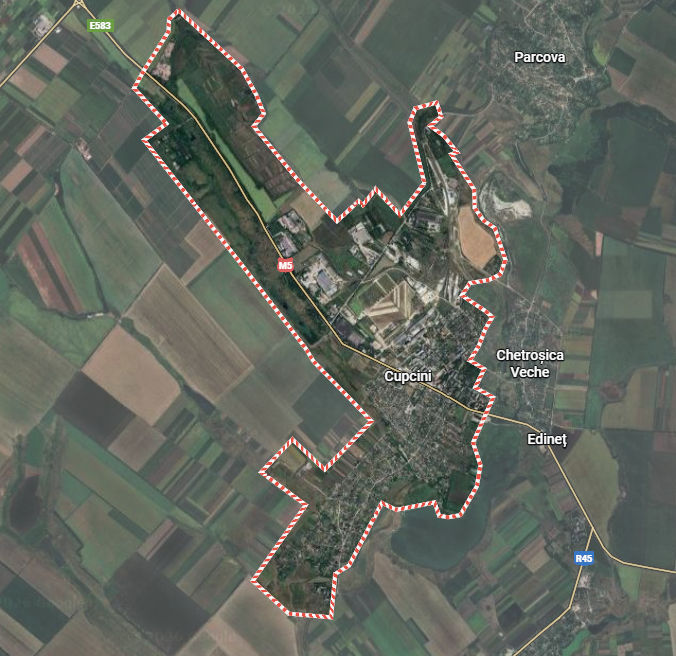 E583
Parcova
M5
Chetroșica
Veche
Cupcini
Edineț
R45